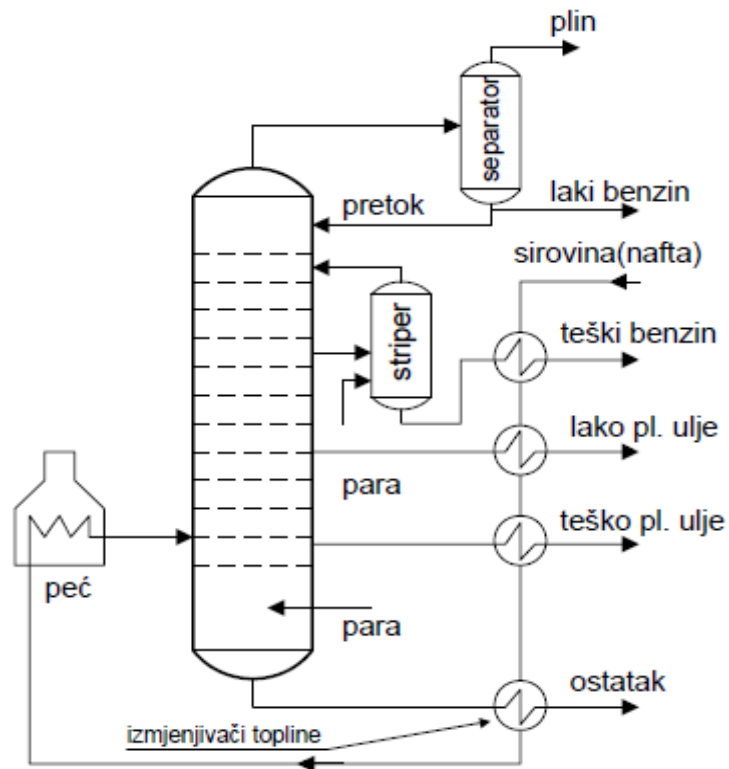 plin
separator
laki benzin
pretok
sirovina(nafta)
striper
teški benzin
lako pl. ulje
para
teško pl. ulje
peć
para
ostatak
izmjenjivači topline